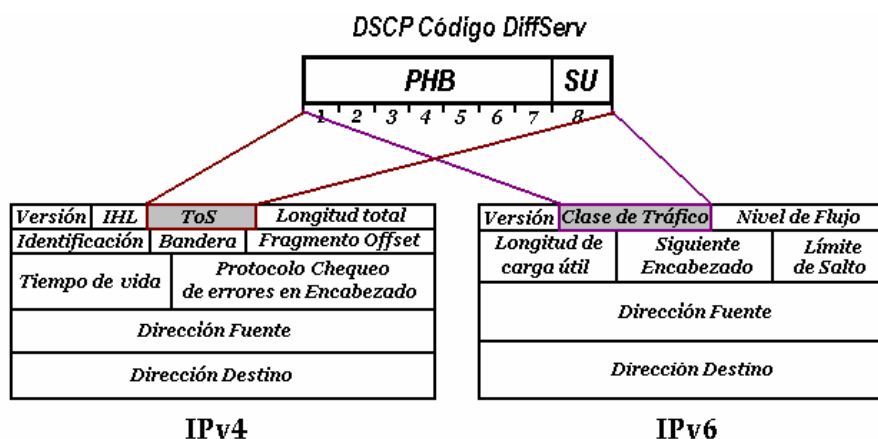 DSCP Código DiffServ
PHB SU
1 2 3 4 5 6 7 8
Versión IHL ToS Longitud total
Identificación Bandera Fragmento Offset
Tiempo de vida
Protocolo Chequeo
de errores en Encabezado
Dirección Fuente
Dirección Destino
IPv4
Versión Clase de Tráfico Nivel de Flujo
Longitud de
carga útil
Siguiente
Encabezado
Límite
de Salto
Dirección Fuente
Dirección Destino
IPv6